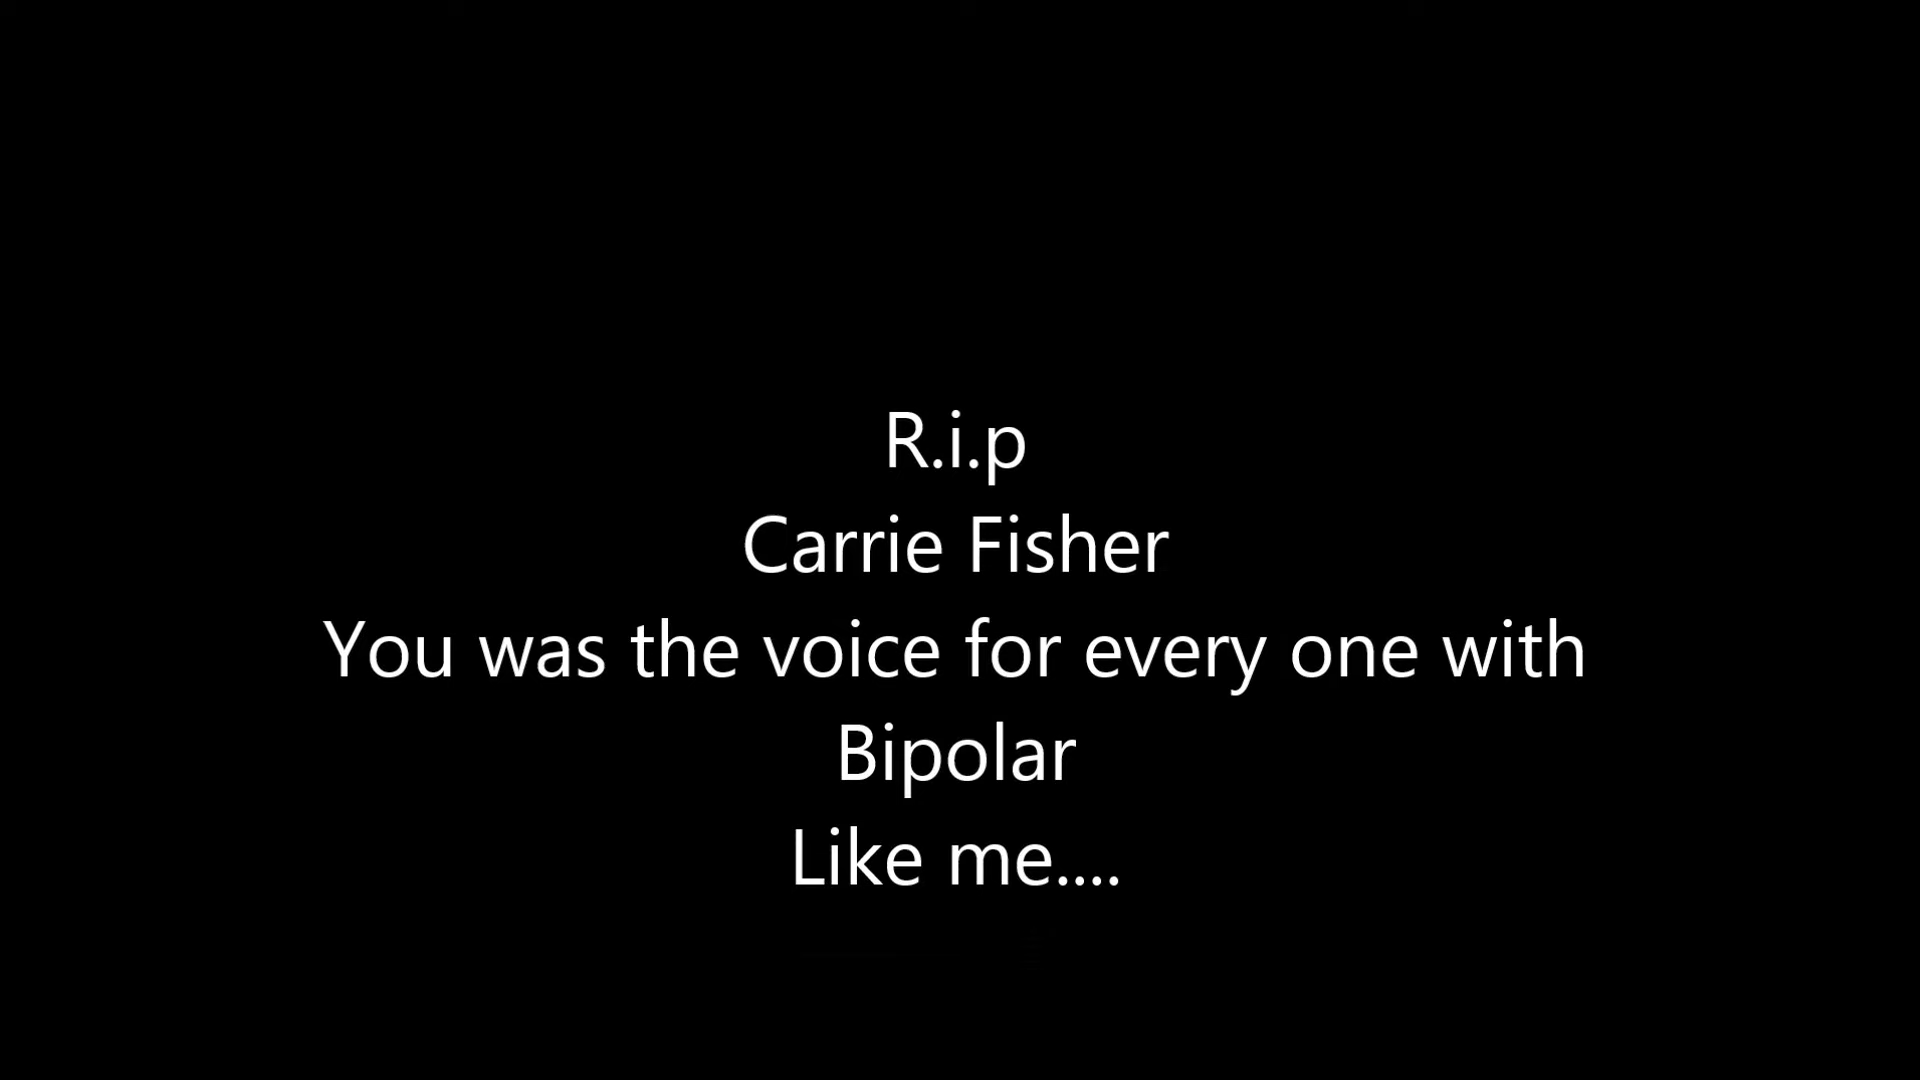 R.i.p
Carrie Fisher
You was the voice for every one with
Bipolar
Like me....